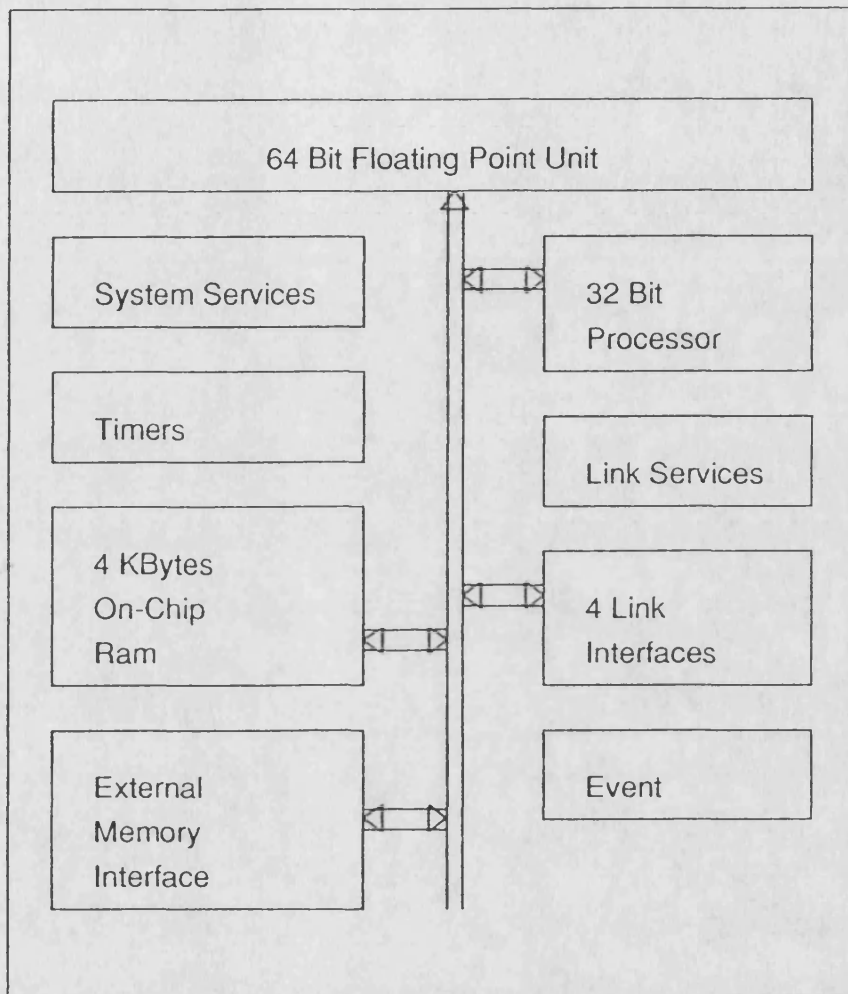 64 Bit Floating Point Unit
System Services
32 Bit
Processor
Timers
Link Services
4 KBytes
On-Chip
Ram
4 Link
Interfaces
External
Memory
Interface
Event